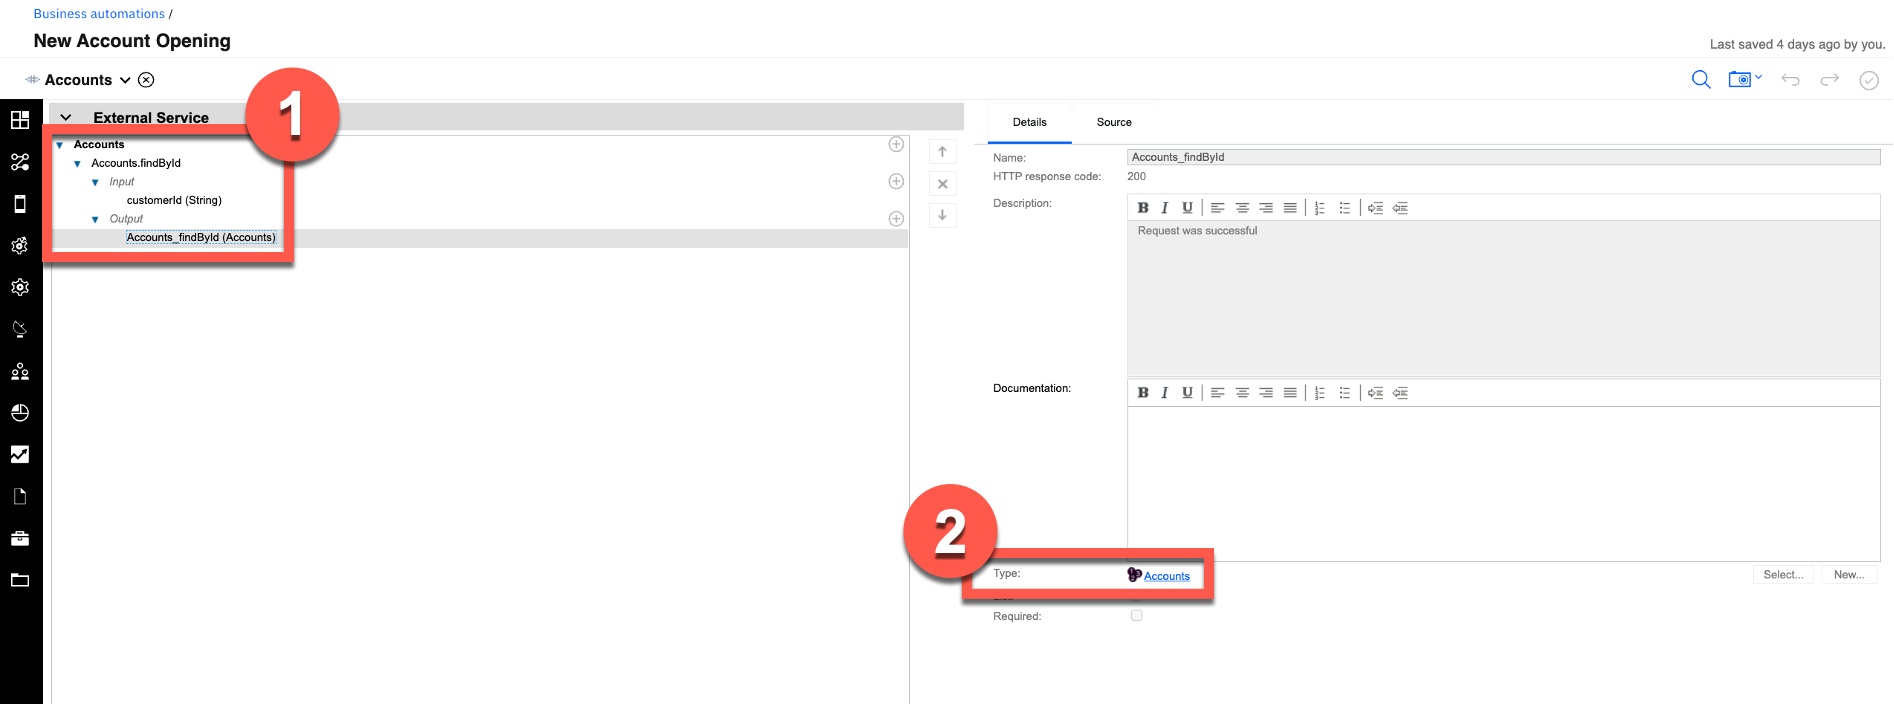 Business automations /
New Account Opening
Last saved 4 days ago by you.
Accounts
1
External Service
Accounts
Accounts.findById
Input
customerId (String)
Output
Accounts_findById (Accounts)
Details
Source
Name:
Accounts_findById
HTTP response code:
200
Description:
B I U
Request was successful
Documentation:
B I U
2
Type:
Accounts
Select...
New...
Required: